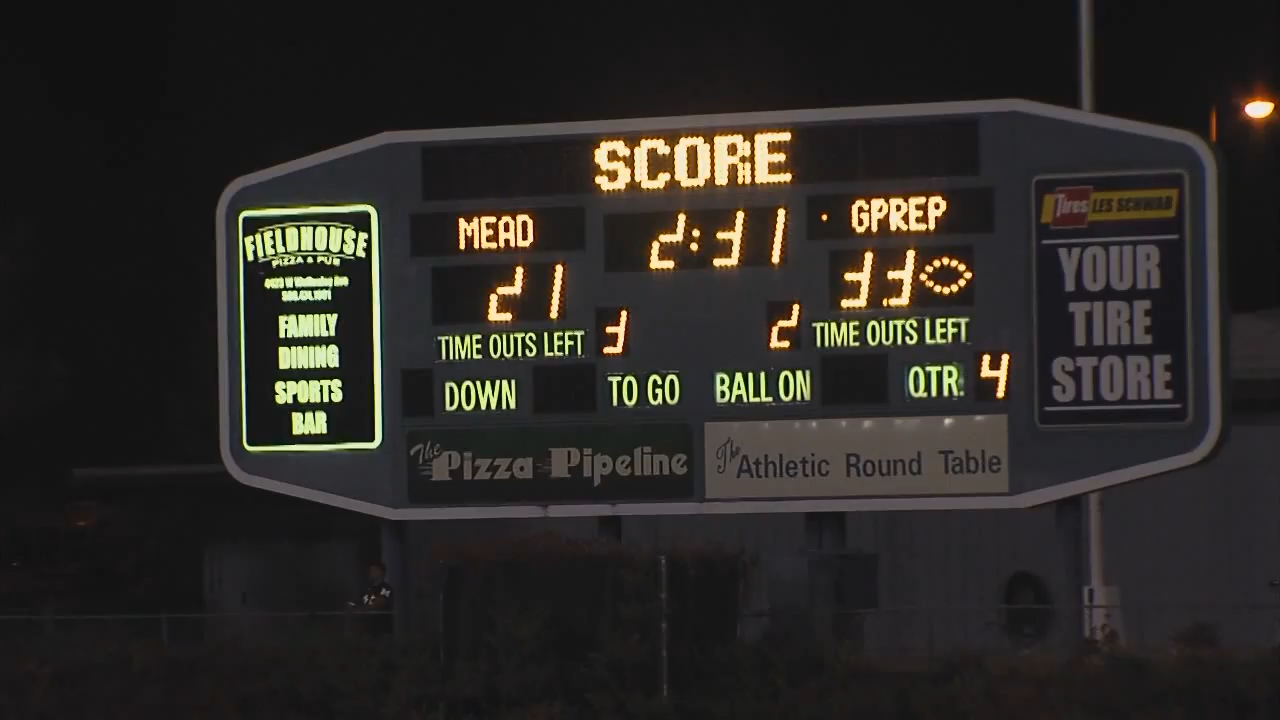 SCORE
MEAD
2:31
GPREP
21
33
TIME OUTS LEFT 3
2 TIME OUTS LEFT
DOWN
TO GO
BALL ON
QTR: 4
FIELDHOUSE
PIZZA & PUB
FAMILY
DINING
SPORTS
BAR
Tires LES SCHWAB
YOUR
TIRE
STORE
The Pizza Pipeline
The Athletic Round Table